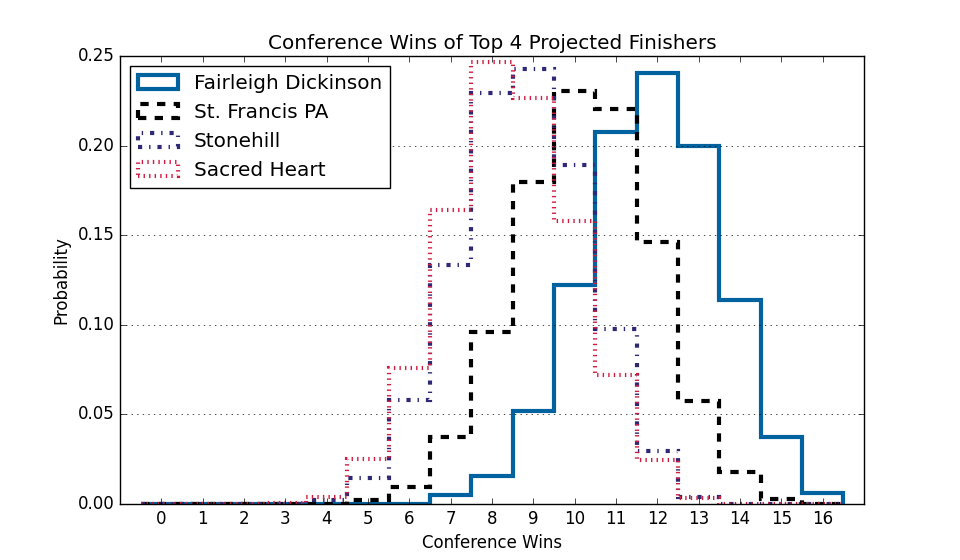 Conference Wins of Top 4 Projected Finishers
0.25
0.20
0.15
0.10
0.05
0.00
Probability
Fairleigh Dickinson
St. Francis PA
Stonehill
Sacred Heart
0 1 2 3 4 5 6 7 8 9 10 11 12 13 14 15 16
Conference Wins